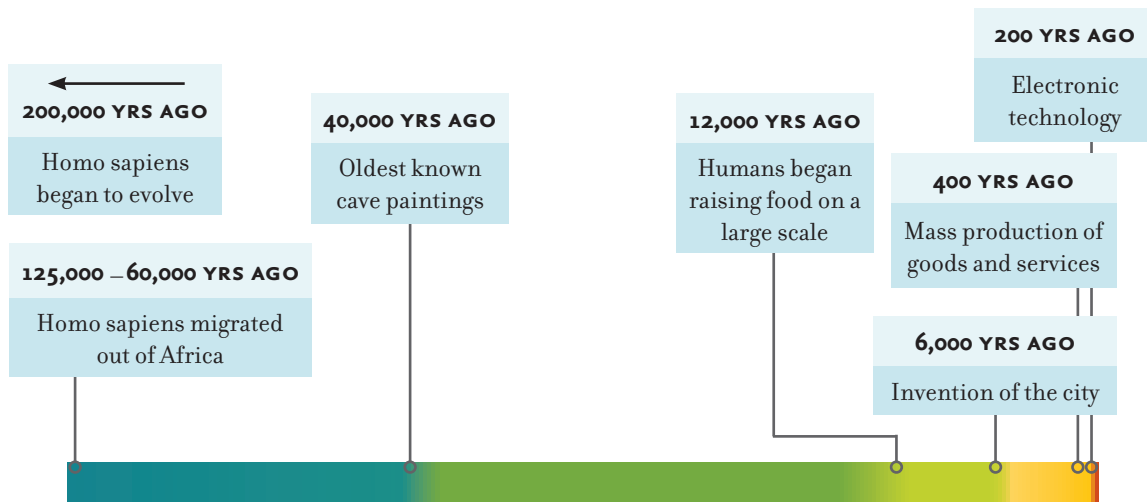 200,000 YRS AGO
Homo sapiens
began to evolve
125,000 – 60,000 YRS AGO
Homo sapiens migrated
out of Africa
40,000 YRS AGO
Oldest known
cave paintings
12,000 YRS AGO
Humans began
raising food on a
large scale
6,000 YRS AGO
Invention of the city
400 YRS AGO
Mass production of
goods and services
200 YRS AGO
Electronic
technology